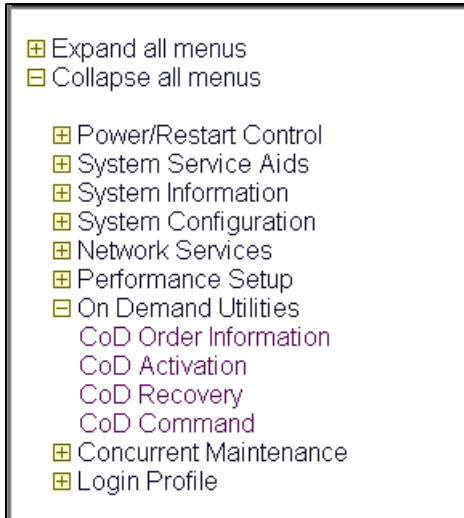 Expand all menus
Collapse all menus
Power/Restart Control
System Service Aids
System Information
System Configuration
Network Services
Performance Setup
On Demand Utilities
CoD Order Information
CoD Activation
CoD Recovery
CoD Command
Concurrent Maintenance
Login Profile